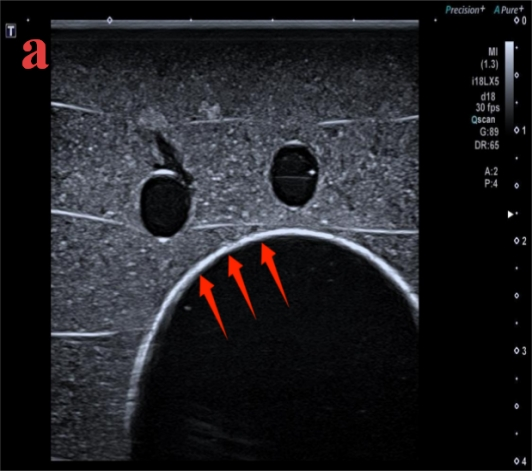 Precision+ APure+
T
a
0
MI
(1.3)
i18LX5
d18
30 fps
Qscan
G:89
DR:65
1
A:2
P:4
2
3
4